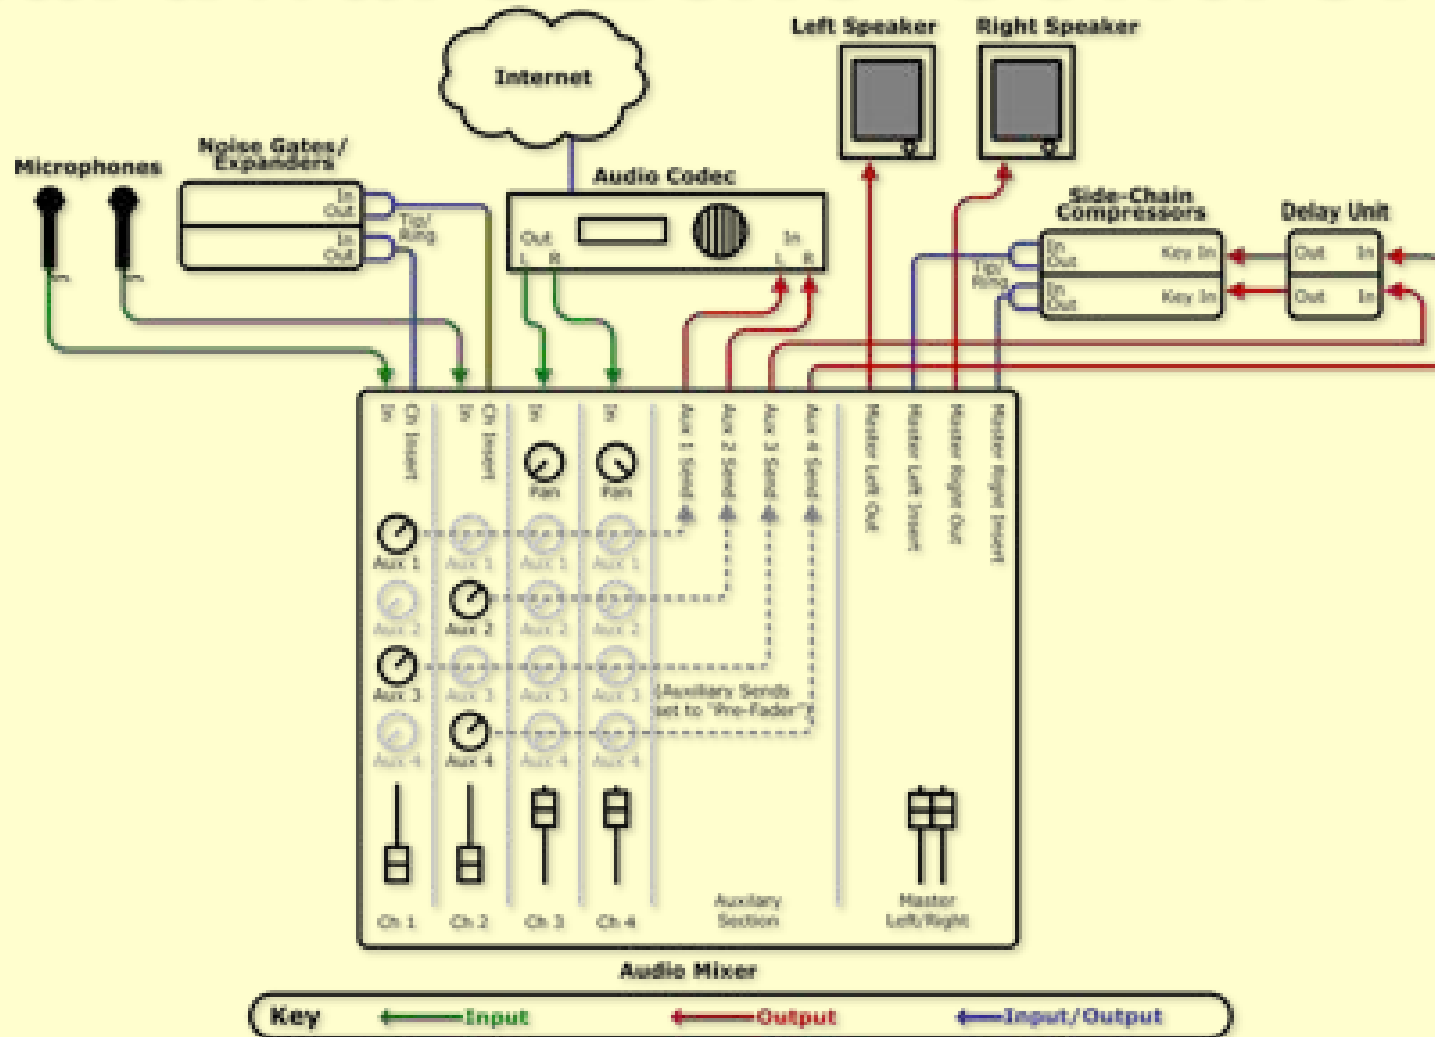 Left Speaker
Right Speaker
Internet
Noise Gates/
Expanders
Microphones
Audio Codec
Side-Chain
Compressors
Delay Unit
In
Out
In
Out
Tip/
Ring
Out
L R
In
L R
In
Out
In
Out
Tip/
Ring
Key In
Key In
Out In
Out In
In
Ch Insert
In
Ch Insert
In
In
Aux 1 Send
Aux 2 Send
Aux 3 Send
Aux 4 Send
Master Left Out
Master Left Insert
Master Right Out
Master Right Insert
Pan
Pan
Aux 1
Aux 1
Aux 1
Aux 1
Aux 2
Aux 2
Aux 2
Aux 2
Aux 3
Aux 3
Aux 3
Aux 3
(Auxiliary Sends
set to "Pre-Fader")
Aux 4
Aux 4
Aux 4
Aux 4
Ch 1
Ch 2
Ch 3
Ch 4
Auxilary
Section
Master
Left/Right
Audio Mixer
Key
Input
Output
Input/Output